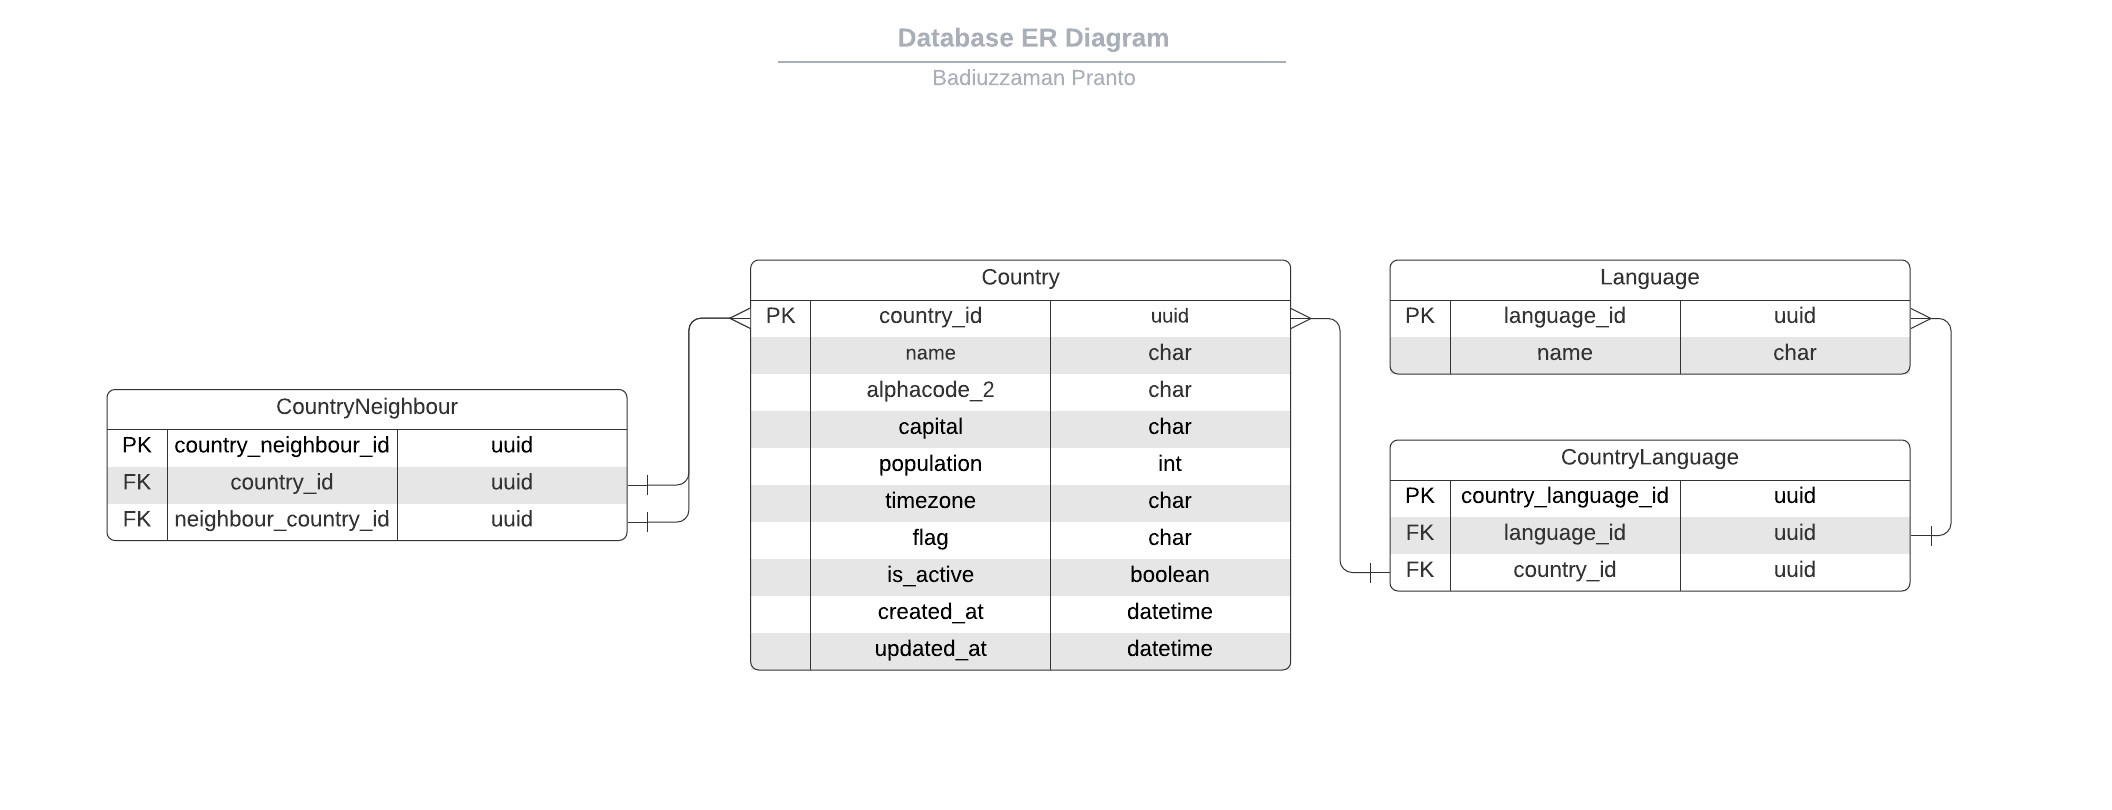 Database ER Diagram
Badiuzzaman Pranto
CountryNeighbour
PK country_neighbour_id uuid
FK country_id uuid
FK neighbour_country_id uuid
Country
PK country_id uuid
name char
alphacode_2 char
capital char
population int
timezone char
flag char
is_active boolean
created_at datetime
updated_at datetime
Language
PK language_id uuid
name char
CountryLanguage
PK country_language_id uuid
FK language_id uuid
FK country_id uuid